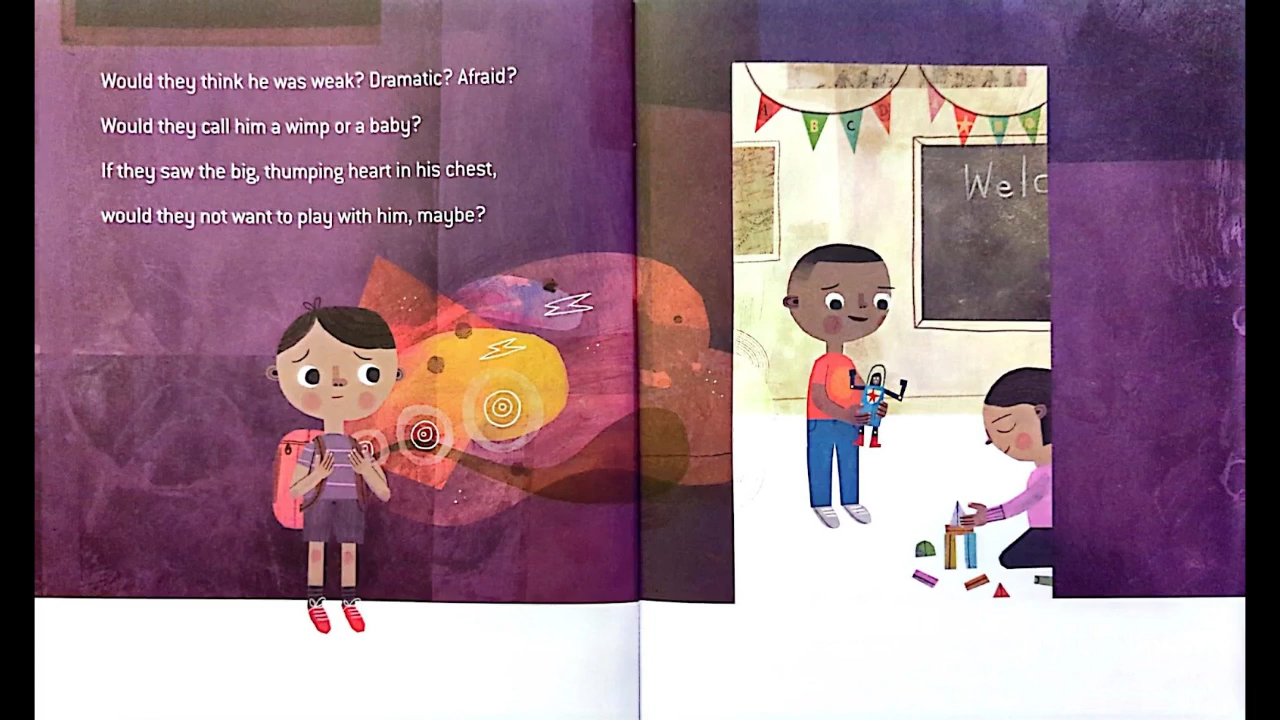 Would they think he was weak? Dramatic? Afraid?
Would they call him a wimp or a baby?
If they saw the big, thumping heart in his chest,
would they not want to play with him, maybe?
A B C D
Welc